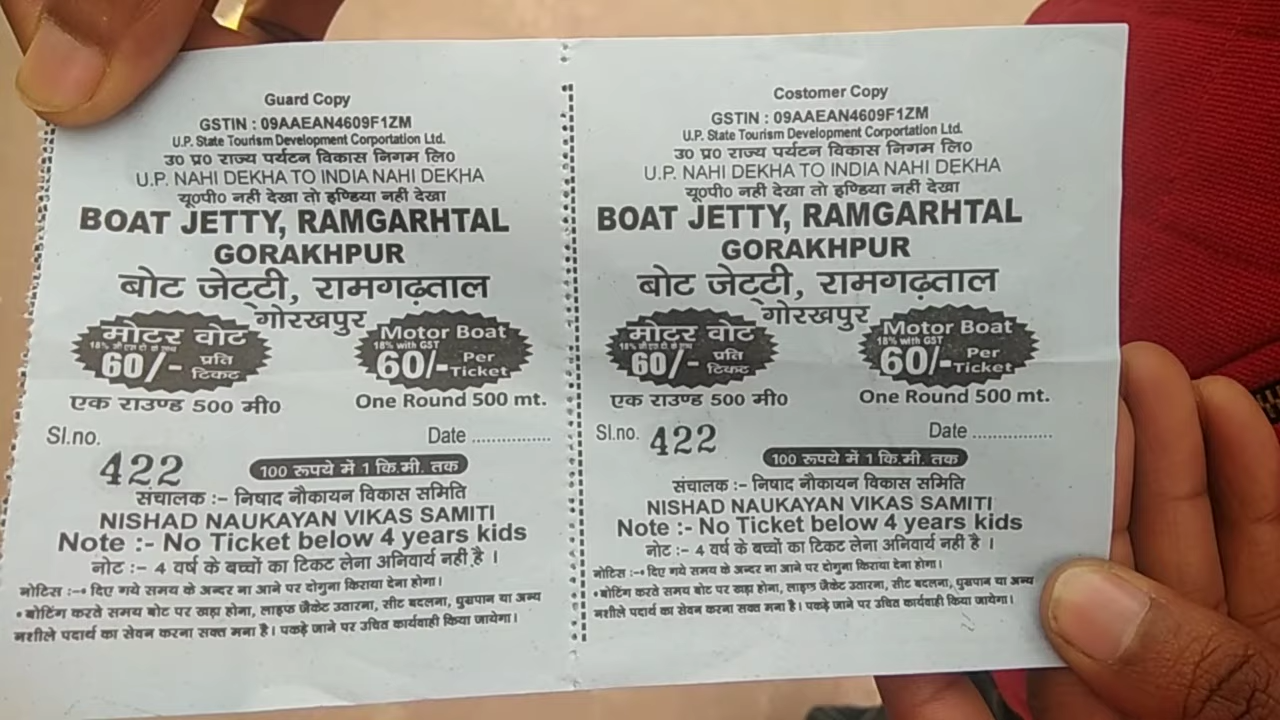 Guard Copy
GSTIN : 09AAEAN4609F1ZM
U.P. State Tourism Development Corportation Ltd.
उ० प्र० राज्य पर्यटन विकास निगम लि०
U.P. NAHI DEKHA TO INDIA NAHI DEKHA
यू०पी० नही देखा तो इण्डिया नही देखा
BOAT JETTY, RAMGARHTAL
GORAKHPUR
बोट जेट्टी, रामगढ़ताल
गोरखपुर
मोटर वोट
18%
60/- प्रति टिकट
Motor Boat
18% with GST
60/- Per Ticket
एक राउण्ड 500 मी०
One Round 500 mt.
Sl.no. 422
Date ...............
100 रूपये में 1 कि.मी. तक
संचालक :– निषाद नौकायन विकास समिति
NISHAD NAUKAYAN VIKAS SAMITI
Note :- No Ticket below 4 years kids
नोट :– 4 वर्ष के बच्चों का टिकट लेना अनिवार्य नही है ।
नोटिस :–• दिए गये समय के अन्दर ना आने पर दोगुना किराया देना होगा।
• बोटिंग करते समय बोट पर खड़ा होना, लाइफ जैकेट उतारना, सीट बदलना, धुम्रपान या अन्य
नशीले पदार्थ का सेवन करना सक्त मना है। पकड़े जाने पर उचित कार्यवाही किया जायेगा।
Costomer Copy
GSTIN : 09AAEAN4609F1ZM
U.P. State Tourism Development Corportation Ltd.
उ० प्र० राज्य पर्यटन विकास निगम लि०
U.P. NAHI DEKHA TO INDIA NAHI DEKHA
यू०पी० नही देखा तो इण्डिया नही देखा
BOAT JETTY, RAMGARHTAL
GORAKHPUR
बोट जेट्टी, रामगढ़ताल
गोरखपुर
मोटर वोट
18%
60/- प्रति टिकट
Motor Boat
18% with GST
60/- Per Ticket
एक राउण्ड 500 मी०
One Round 500 mt.
Sl.no. 422
Date ...............
100 रूपये में 1 कि.मी. तक
संचालक :– निषाद नौकायन विकास समिति
NISHAD NAUKAYAN VIKAS SAMITI
Note :- No Ticket below 4 years kids
नोट :– 4 वर्ष के बच्चों का टिकट लेना अनिवार्य नही है ।
नोटिस :–• दिए गये समय के अन्दर ना आने पर दोगुना किराया देना होगा।
• बोटिंग करते समय बोट पर खड़ा होना, लाइफ जैकेट उतारना, सीट बदलना, धुम्रपान या अन्य
नशीले पदार्थ का सेवन करना सक्त मना है। पकड़े जाने पर उचित कार्यवाही किया जायेगा।